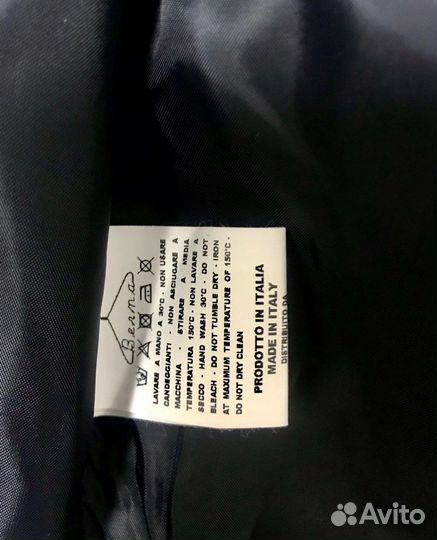 Berma
LAVARE A MANO A 30°C - NON USARE
CANDEGGIANTI - NON ASCIUGARE A
MACCHINA - STIRARE A MEDIA
TEMPERATURA 150°C - NON LAVARE A
SECCO - HAND WASH 30°C - DO NOT
BLEACH - DO NOT TUMBLE DRY - IRON
AT MAXIMUM TEMPERATURE OF 150°C -
DO NOT DRY CLEAN
PRODOTTO IN ITALIA
MADE IN ITALY
DISTRIBUITO DA
Avito